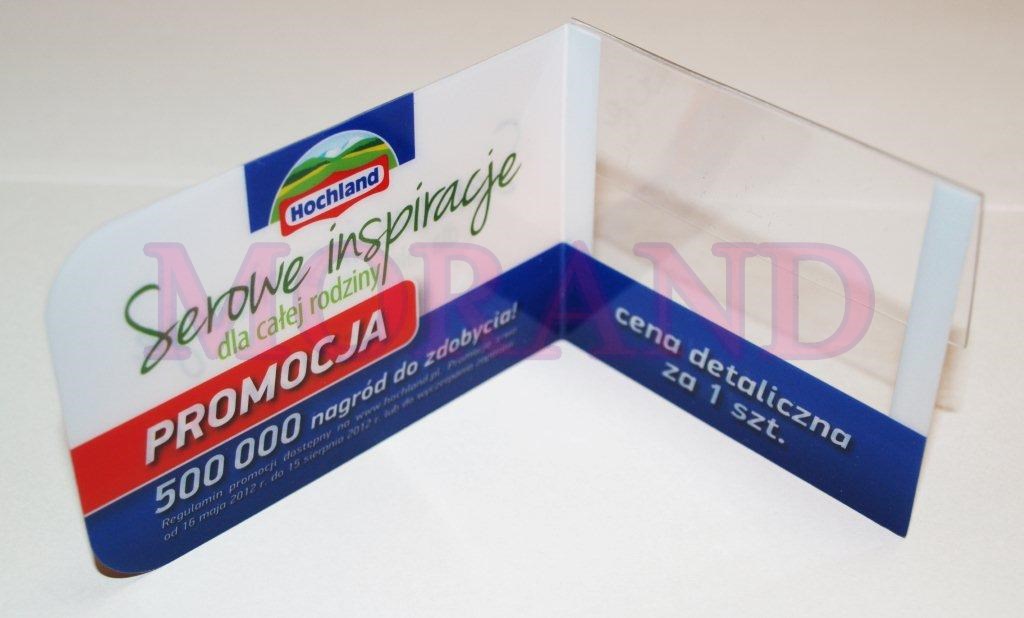 Hochland
Serowe inspiracje
dla całej rodziny
PROMOCJA
500 000 nagród do zdobycia!
Regulamin promocji dostępny na www.hochland.pl. Promocja trwa
od 16 maja 2012 r. do 15 sierpnia 2012 r. lub do wyczerpania zapasów
cena detaliczna
za 1 szt.
MORAND